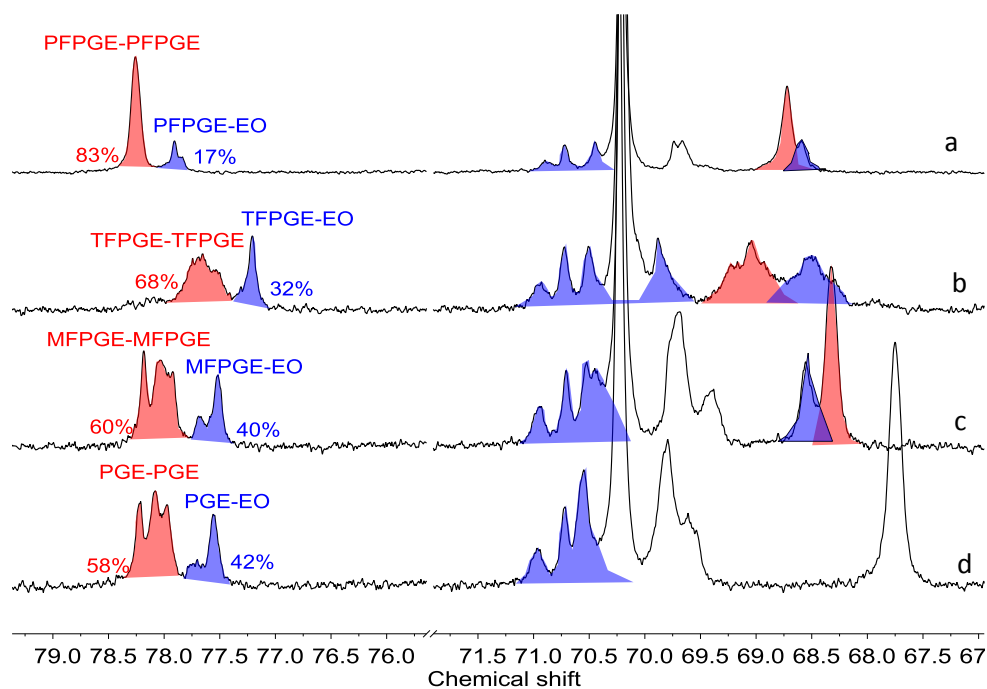 PFPGE-PFPGE
PFPGE-EO
83%
17%
a
TFPGE-EO
TFPGE-TFPGE
68%
32%
b
MFPGE-MFPGE
MFPGE-EO
60%
40%
c
PGE-PGE
PGE-EO
58%
42%
d
79.0 78.5 78.0 77.5 77.0 76.5 76.0 71.5 71.0 70.5 70.0 69.5 69.0 68.5 68.0 67.5 67
Chemical shift